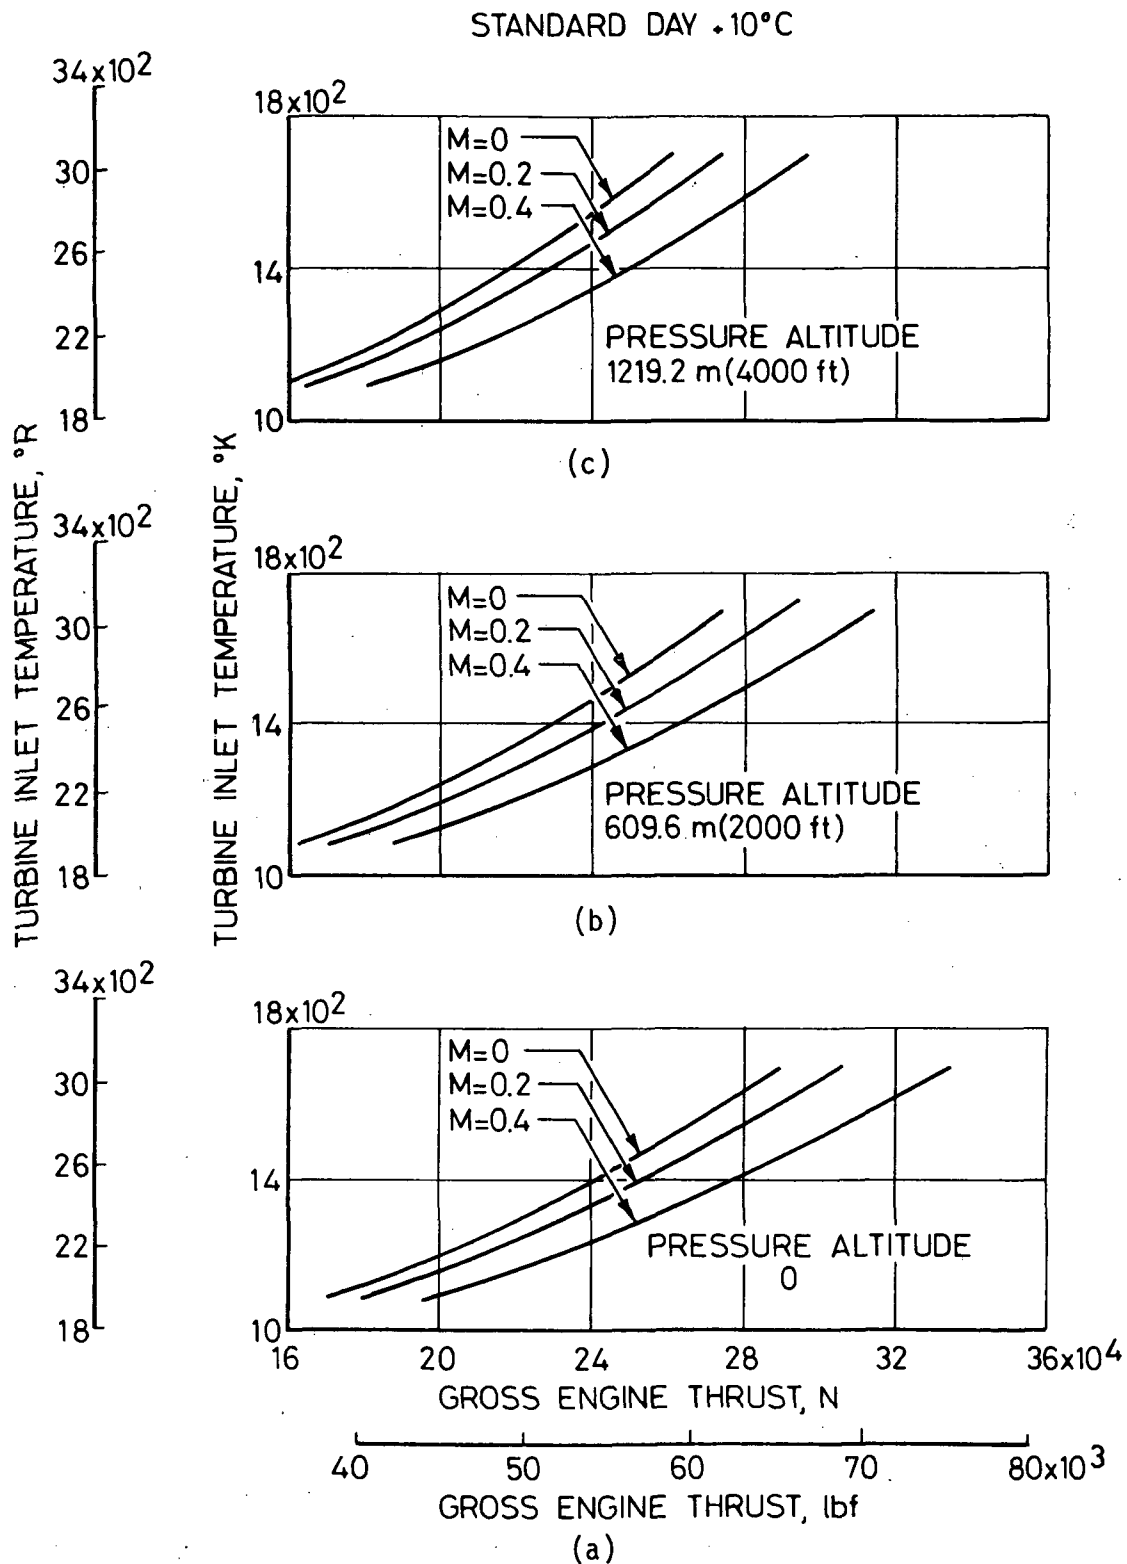 STANDARD DAY +10°C
34x10²
30
26
22
18
18x10²
14
10
M=0
M=0.2
M=0.4
PRESSURE ALTITUDE
1219.2 m(4000 ft)
(c)
TURBINE INLET TEMPERATURE, °R
TURBINE INLET TEMPERATURE, °K
34x10²
30
26
22
18
18x10²
14
10
M=0
M=0.2
M=0.4
PRESSURE ALTITUDE
609.6 m(2000 ft)
(b)
34x10²
30
26
22
18
18x10²
14
10
M=0
M=0.2
M=0.4
PRESSURE ALTITUDE
0
16 20 24 28 32 36x10⁴
GROSS ENGINE THRUST, N
40 50 60 70 80x10³
GROSS ENGINE THRUST, lbf
(a)